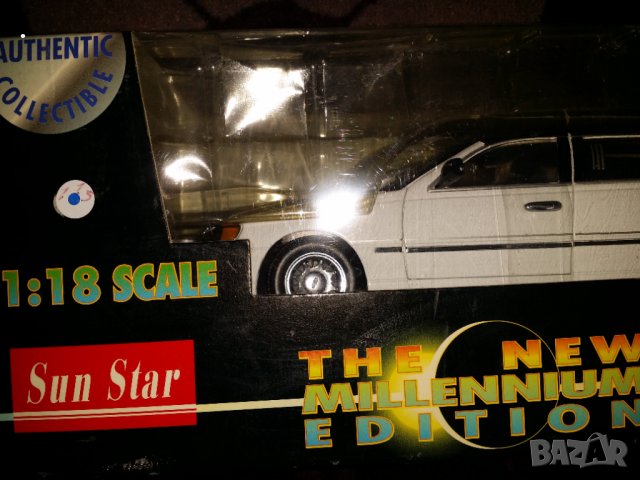 AUTHENTIC
COLLECTIBLE
1:18 SCALE
Sun Star
THE NEW
MILLENNIUM
EDITION
BAZAR